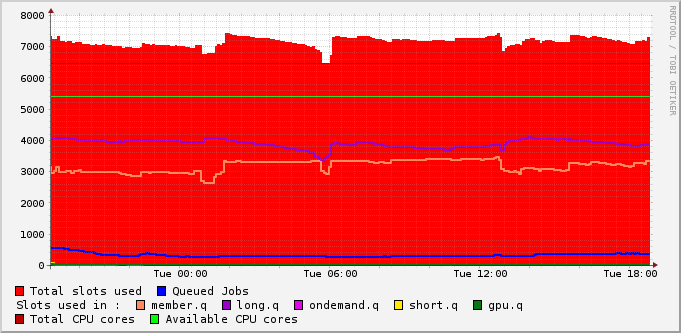 8000
7000
6000
5000
4000
3000
2000
1000
0
Tue 00:00 Tue 06:00 Tue 12:00 Tue 18:00
RRDTOOL / TOBI OETIKER
Total slots used Queued Jobs
Slots used in : member.q long.q ondemand.q short.q gpu.q
Total CPU cores Available CPU cores